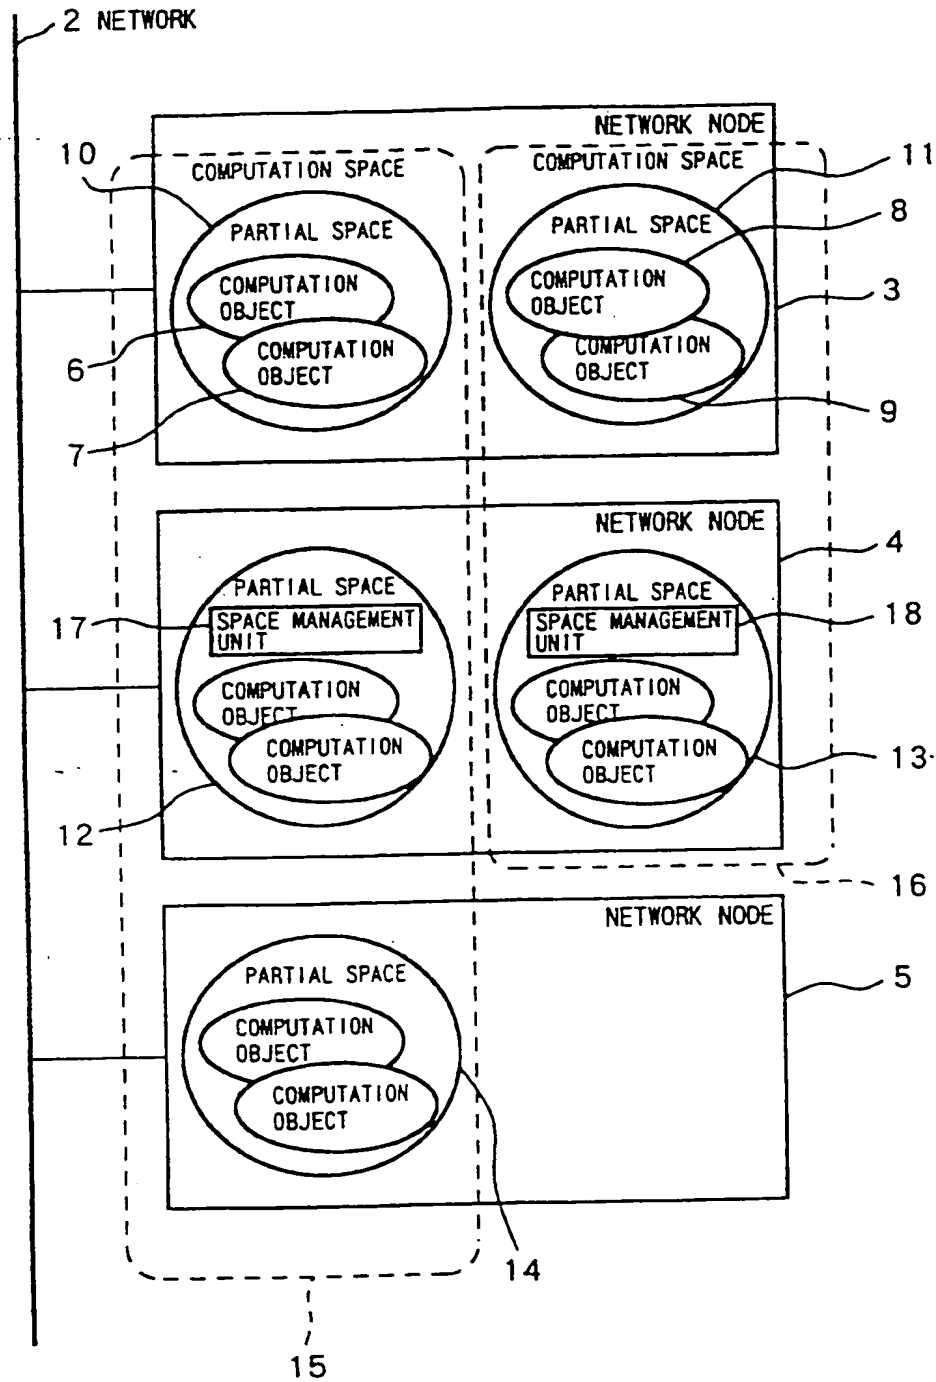 2 NETWORK
NETWORK NODE
10
COMPUTATION SPACE
COMPUTATION SPACE
11
PARTIAL SPACE
PARTIAL SPACE
8
COMPUTATION
OBJECT
COMPUTATION
OBJECT
3
6
COMPUTATION
OBJECT
COMPUTATION
OBJECT
7
9
NETWORK NODE
4
PARTIAL SPACE
PARTIAL SPACE
17
SPACE MANAGEMENT
UNIT
SPACE MANAGEMENT
UNIT
18
COMPUTATION
OBJECT
COMPUTATION
OBJECT
COMPUTATION
OBJECT
COMPUTATION
OBJECT
13
12
16
NETWORK NODE
PARTIAL SPACE
5
COMPUTATION
OBJECT
COMPUTATION
OBJECT
14
15